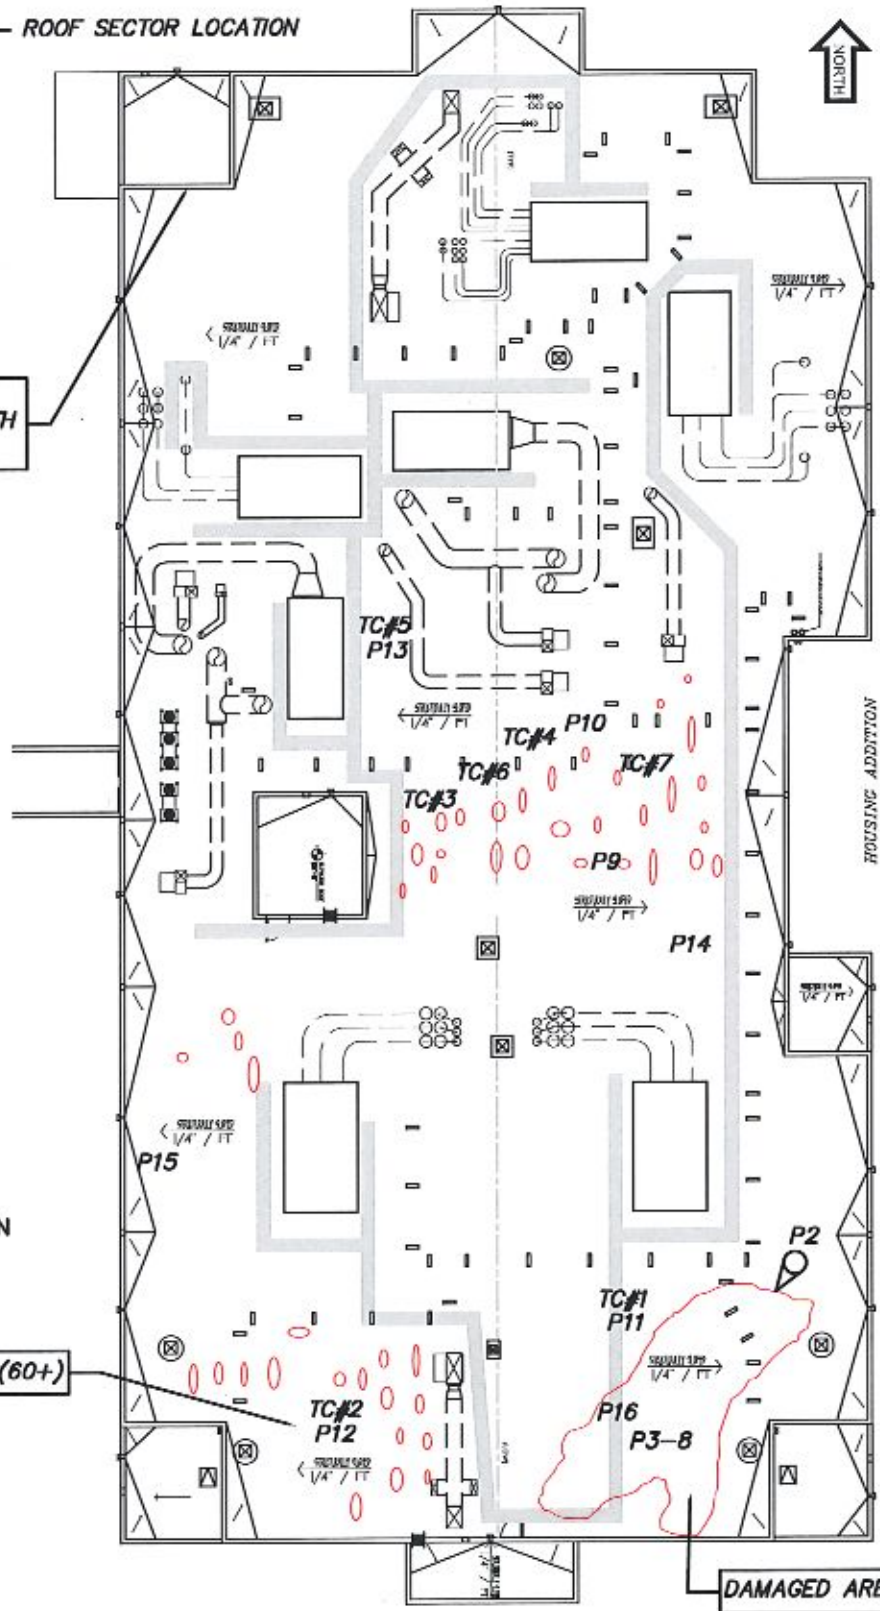 ROOF SECTOR LOCATION
NORTH
1/4" / FT
1/4" / FT
TH
TC#5
P13
1/4" / FT
HOUSING ADDITION
P10
TC#4
TC#7
TC#6
TC#3
P9
1/4" / FT
P14
1/4" / FT
1/4" / FT
P15
N
P2
TC#1
P11
1/4" / FT
(60+)
TC#2
P12
P16
P3-8
1/4" / FT
1/4" / FT
DAMAGED ARE